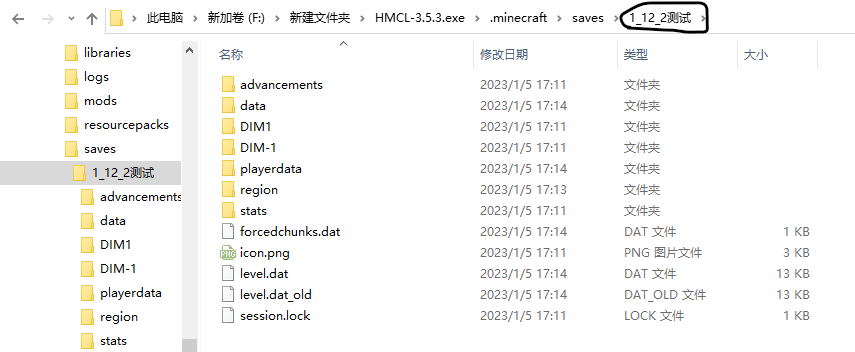 此电脑 › 新加卷 (F:) › 新建文件夹 › HMCL-3.5.3.exe › .minecraft › saves › 1_12_2测试 ›
libraries
logs
mods
resourcepacks
saves
1_12_2测试
advancements
data
DIM1
DIM-1
playerdata
region
stats
名称 修改日期 类型 大小
advancements 2023/1/5 17:11 文件夹
data 2023/1/5 17:14 文件夹
DIM1 2023/1/5 17:11 文件夹
DIM-1 2023/1/5 17:11 文件夹
playerdata 2023/1/5 17:14 文件夹
region 2023/1/5 17:13 文件夹
stats 2023/1/5 17:11 文件夹
forcedchunks.dat 2023/1/5 17:14 DAT 文件 1 KB
icon.png 2023/1/5 17:11 PNG 图片文件 3 KB
level.dat 2023/1/5 17:14 DAT 文件 13 KB
level.dat_old 2023/1/5 17:14 DAT_OLD 文件 13 KB
session.lock 2023/1/5 17:11 LOCK 文件 1 KB